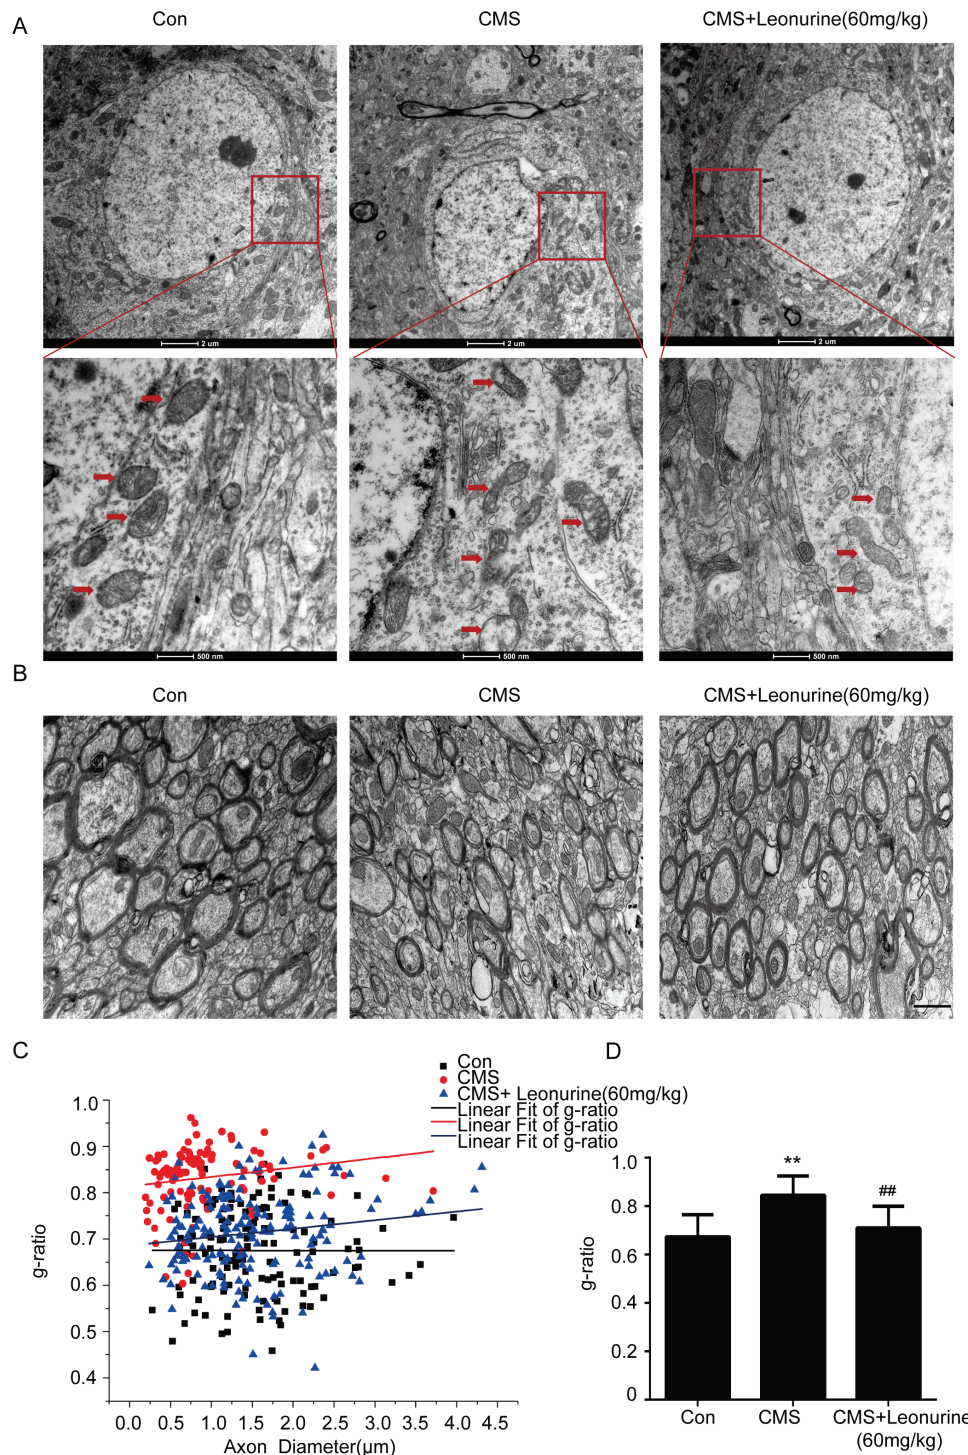 A
Con
CMS
CMS+Leonurine(60mg/kg)
2 um
2 um
2 um
500 nm
500 nm
500 nm
B
Con
CMS
CMS+Leonurine(60mg/kg)
C
Con
CMS
CMS+ Leonurine(60mg/kg)
Linear Fit of g-ratio
Linear Fit of g-ratio
Linear Fit of g-ratio
1.0
0.9
0.8
0.7
0.6
0.5
0.4
g-ratio
0.0 0.5 1.0 1.5 2.0 2.5 3.0 3.5 4.0 4.5
Axon Diameter(μm)
D
1.0
0.8
0.6
0.4
0.2
0
g-ratio
**
##
Con
CMS
CMS+Leonurine
(60mg/kg)